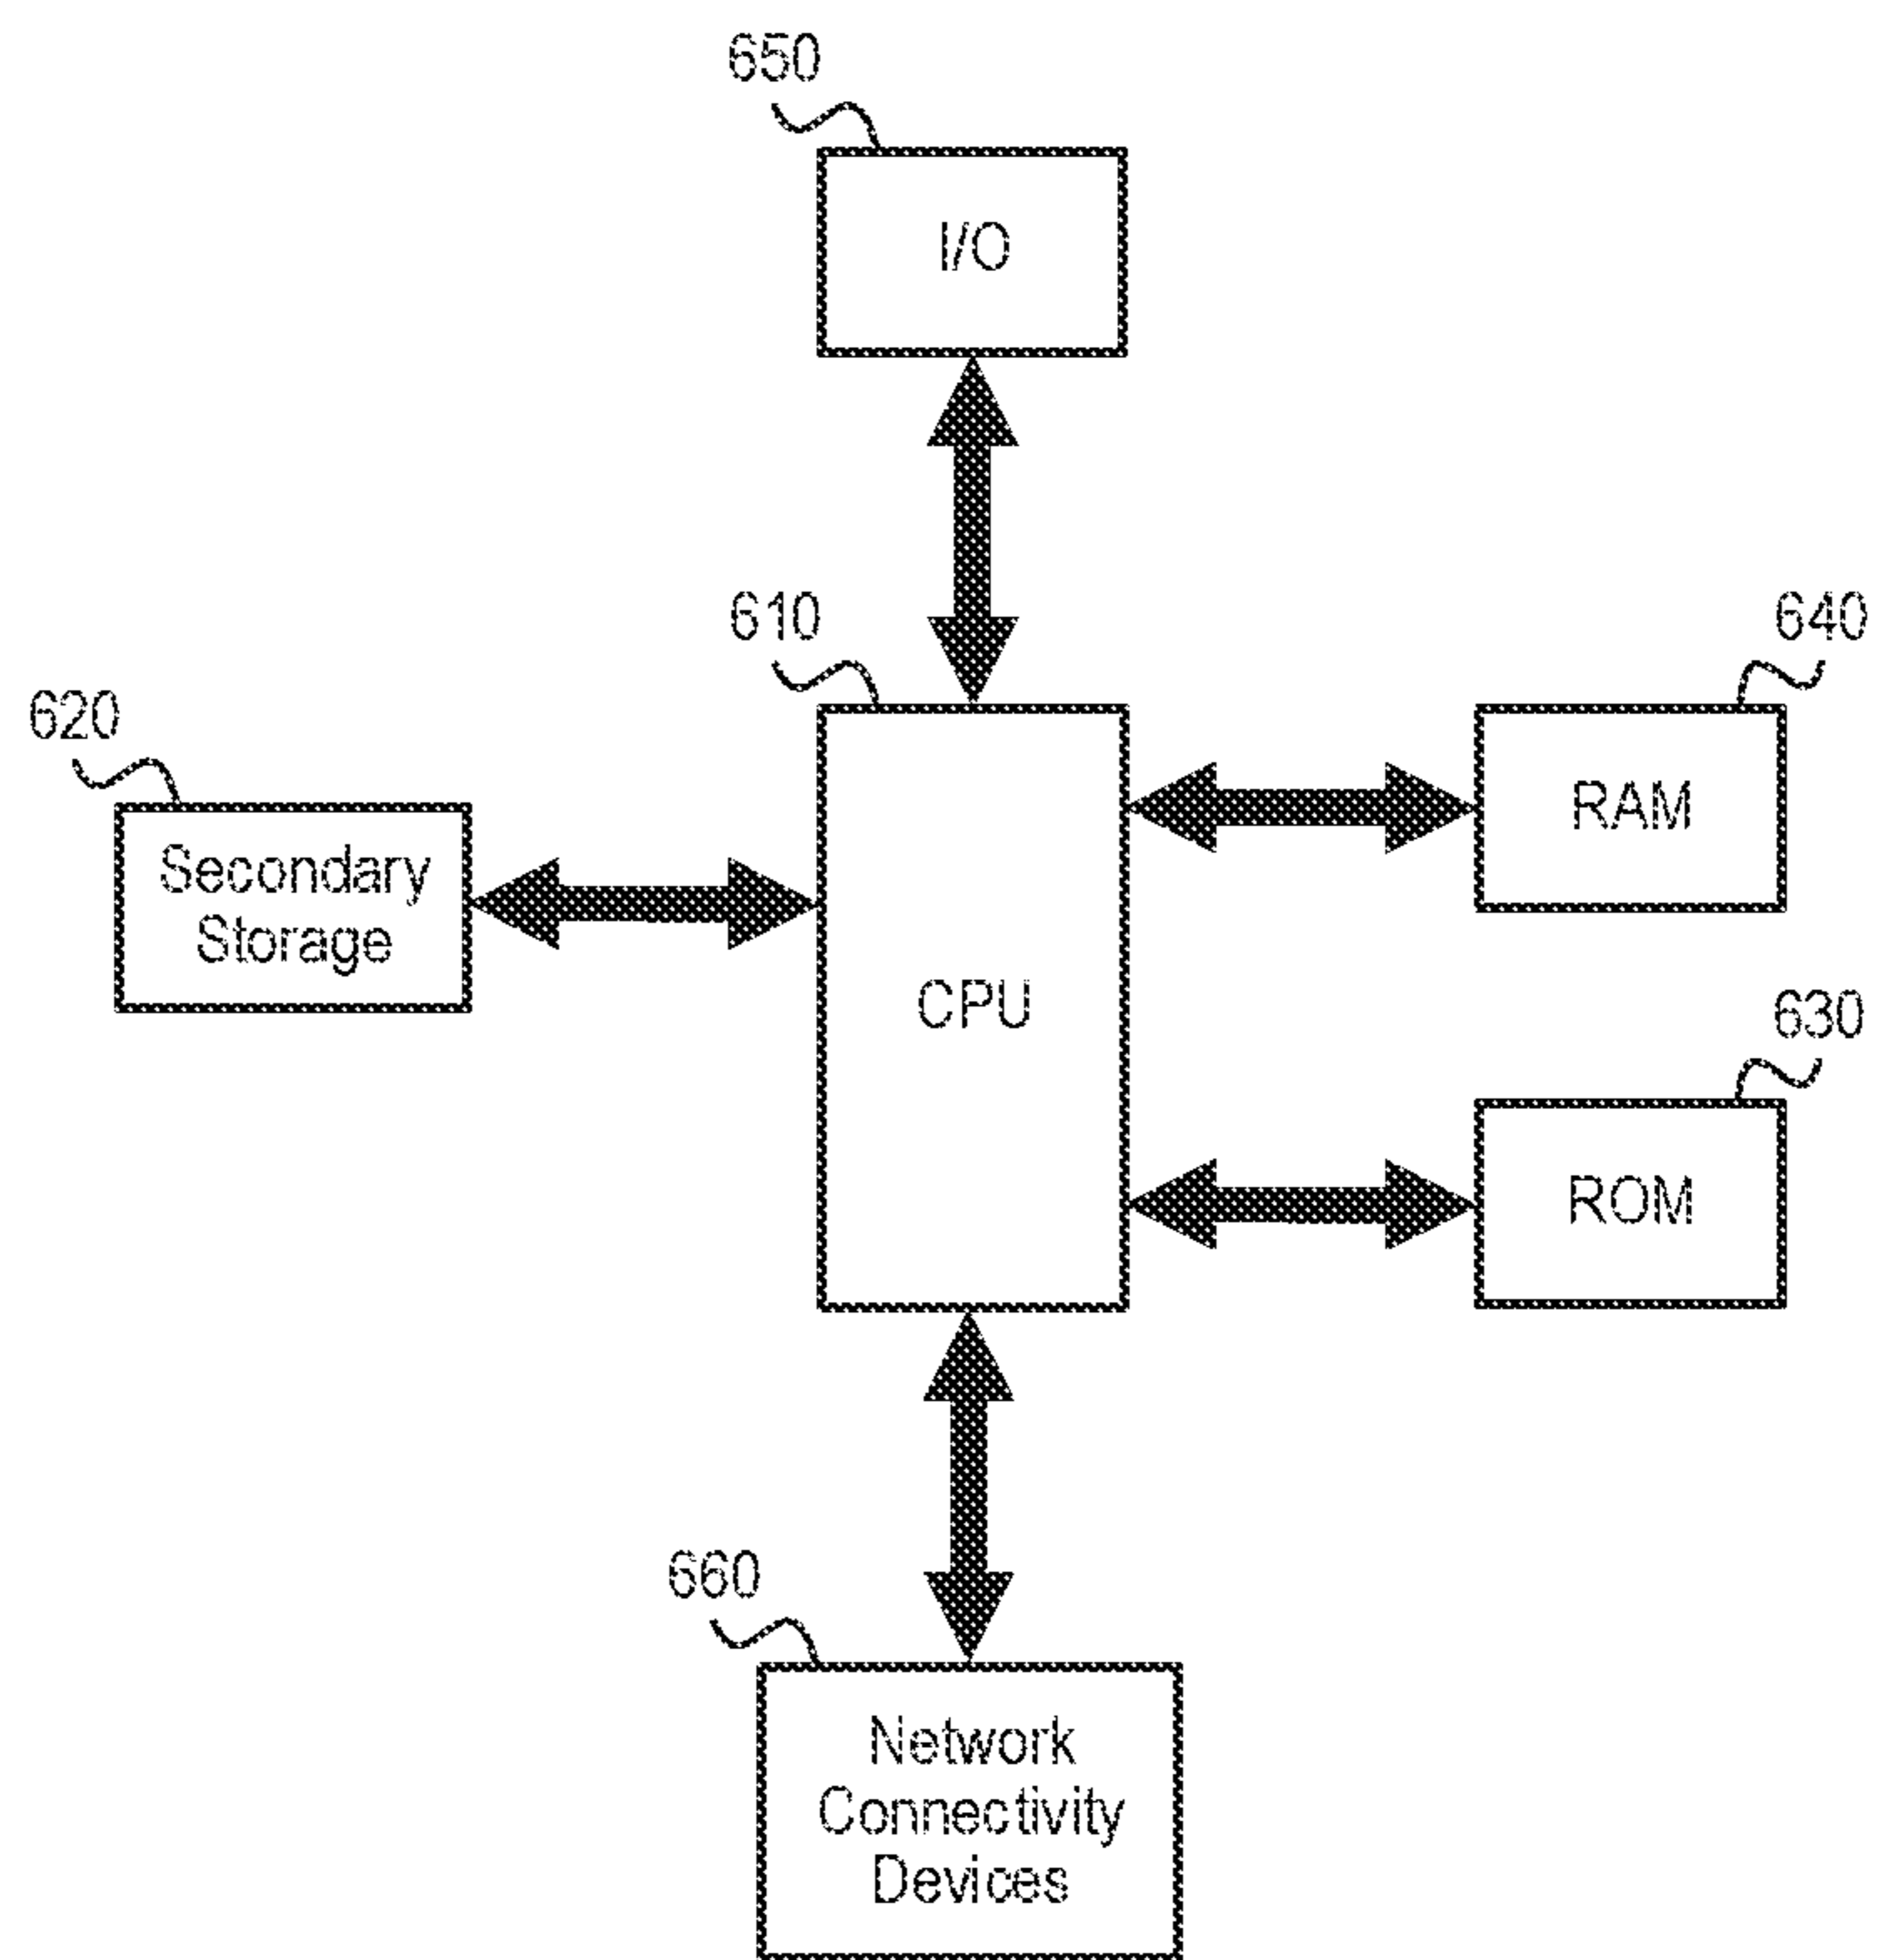 650
I/O
610
640
620
RAM
Secondary
Storage
CPU
630
ROM
660
Network
Connectivity
Devices